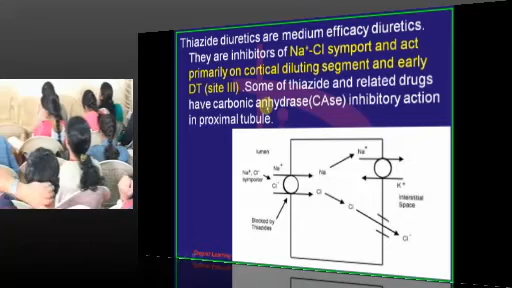 Thiazide diuretics are medium efficacy diuretics.
They are inhibitors of Na⁺-Cl symport and act
primarily on cortical diluting segment and early
DT (site III) .Some of thiazide and related drugs
have carbonic anhydrase(CAse) inhibitory action
in proximal tubule.
lumen
Na⁺, Cl⁻
symporter
Na⁺
Cl⁻
Na
Cl
Cl
Na⁺
K⁺
Interstitial
Space
Cl⁻
Blocked by
Thiazides
Digital Learning